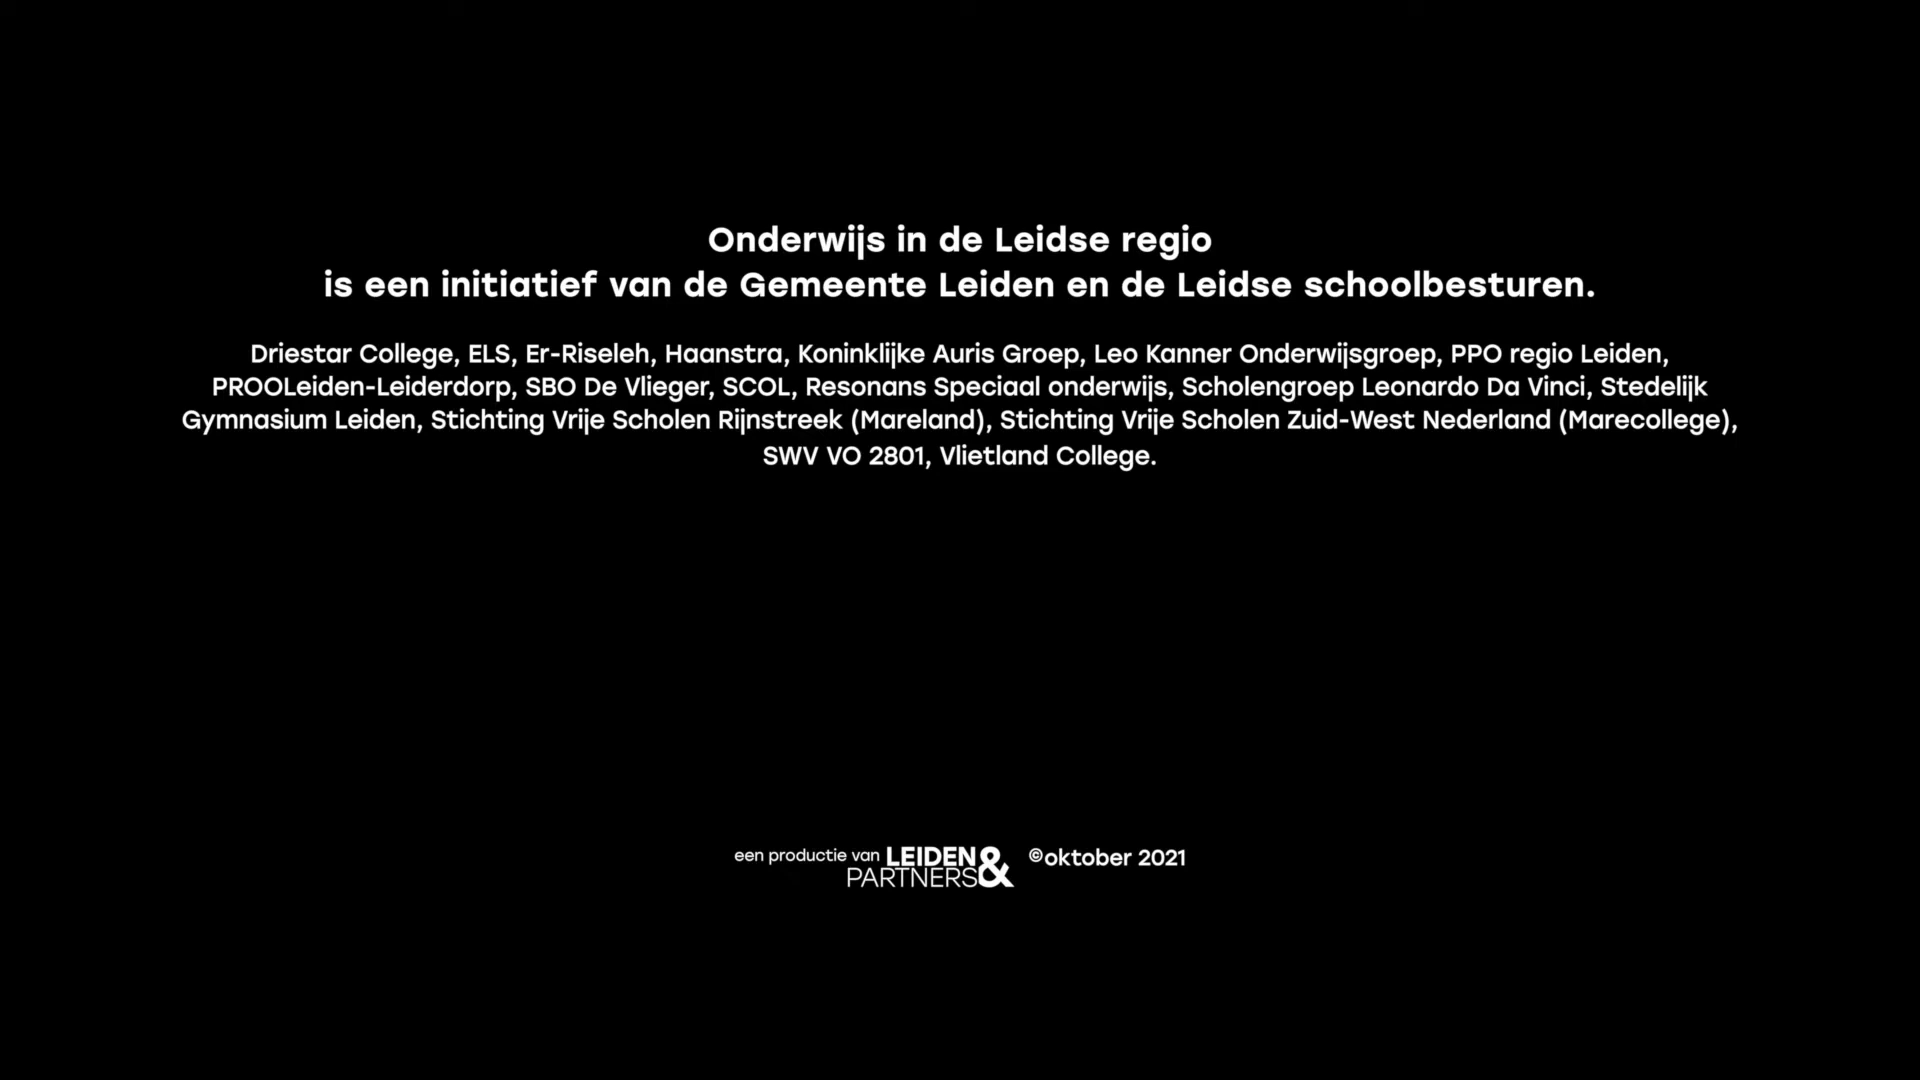 Onderwijs in de Leidse regio
is een initiatief van de Gemeente Leiden en de Leidse schoolbesturen.
Driestar College, ELS, Er-Riseleh, Haanstra, Koninklijke Auris Groep, Leo Kanner Onderwijsgroep, PPO regio Leiden,
PROOLeiden-Leiderdorp, SBO De Vlieger, SCOL, Resonans Speciaal onderwijs, Scholengroep Leonardo Da Vinci, Stedelijk
Gymnasium Leiden, Stichting Vrije Scholen Rijnstreek (Mareland), Stichting Vrije Scholen Zuid-West Nederland (Marecollege),
SWV VO 2801, Vlietland College.
een productie van LEIDEN & ©oktober 2021
PARTNERS